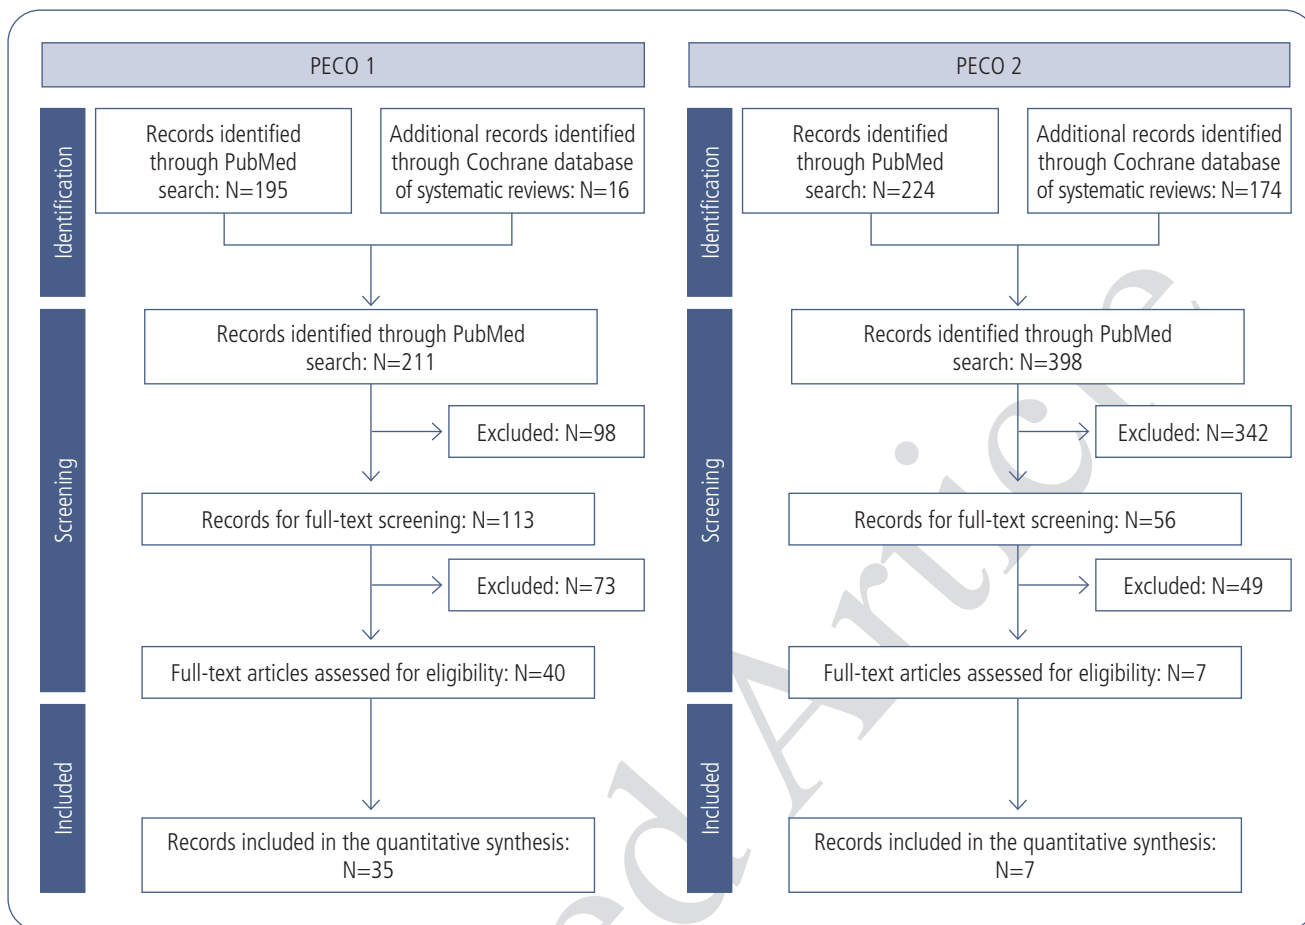 PECO 1
Identification
Records identified
through PubMed
search: N=195
Additional records identified
through Cochrane database
of systematic reviews: N=16
Screening
Records identified through PubMed
search: N=211
Excluded: N=98
Records for full-text screening: N=113
Excluded: N=73
Full-text articles assessed for eligibility: N=40
Included
Records included in the quantitative synthesis:
N=35
PECO 2
Identification
Records identified
through PubMed
search: N=224
Additional records identified
through Cochrane database
of systematic reviews: N=174
Screening
Records identified through PubMed
search: N=398
Excluded: N=342
Records for full-text screening: N=56
Excluded: N=49
Full-text articles assessed for eligibility: N=7
Included
Records included in the quantitative synthesis:
N=7
ed Article